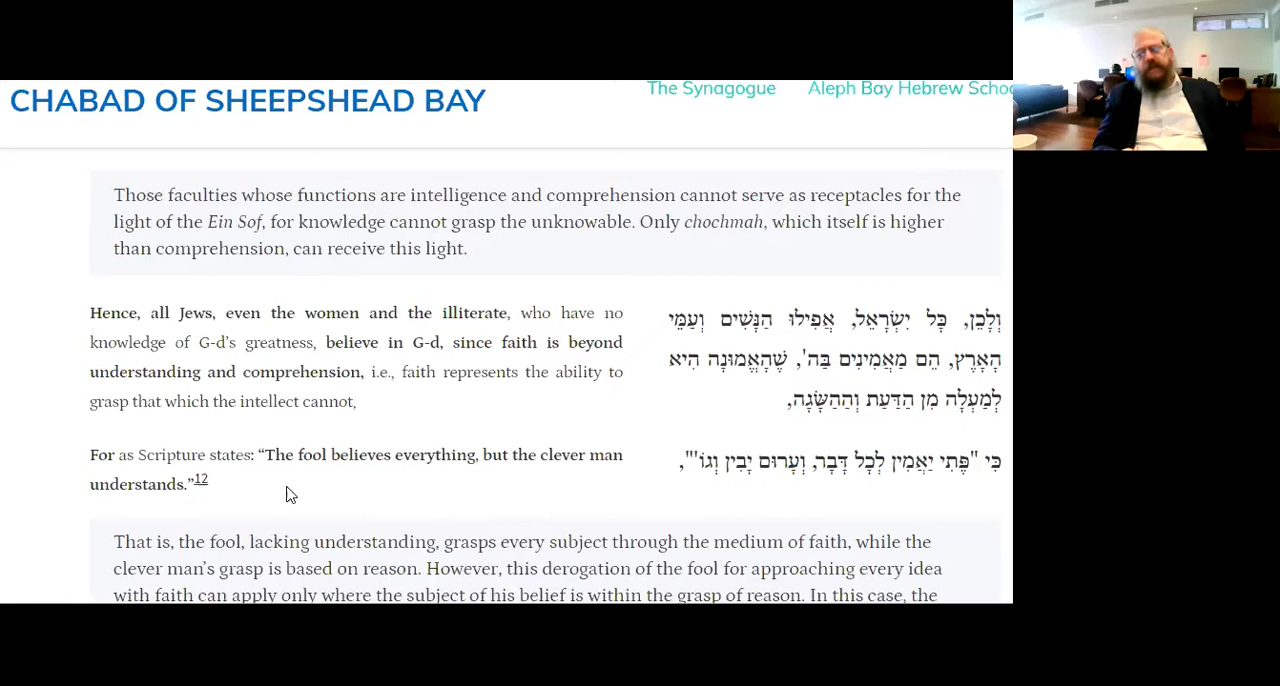 CHABAD OF SHEEPSHEAD BAY
The Synagogue
Aleph Bay Hebrew Schoo
Those faculties whose functions are intelligence and comprehension cannot serve as receptacles for the
light of the Ein Sof, for knowledge cannot grasp the unknowable. Only chochmah, which itself is higher
than comprehension, can receive this light.
Hence, all Jews, even the women and the illiterate, who have no
knowledge of G-d's greatness, believe in G-d, since faith is beyond
understanding and comprehension, i.e., faith represents the ability to
grasp that which the intellect cannot,
וְלָכֵן, כָּל יִשְׂרָאֵל, אֲפִילוּ הַנָּשִׁים וְעַמֵּי
הָאָרֶץ, הֵם מַאֲמִינִים בַּה', שֶׁהָאֱמוּנָה הִיא
לְמַעְלָה מִן הַדַּעַת וְהַהַשָּׂגָה,
For as Scripture states: “The fool believes everything, but the clever man
understands.”12
כִּי "פֶּתִי יַאֲמִין לְכָל דָּבָר, וְעָרוּם יָבִין וְגוֹ'",
That is, the fool, lacking understanding, grasps every subject through the medium of faith, while the
clever man's grasp is based on reason. However, this derogation of the fool for approaching every idea
with faith can apply only where the subject of his belief is within the grasp of reason. In this case, the